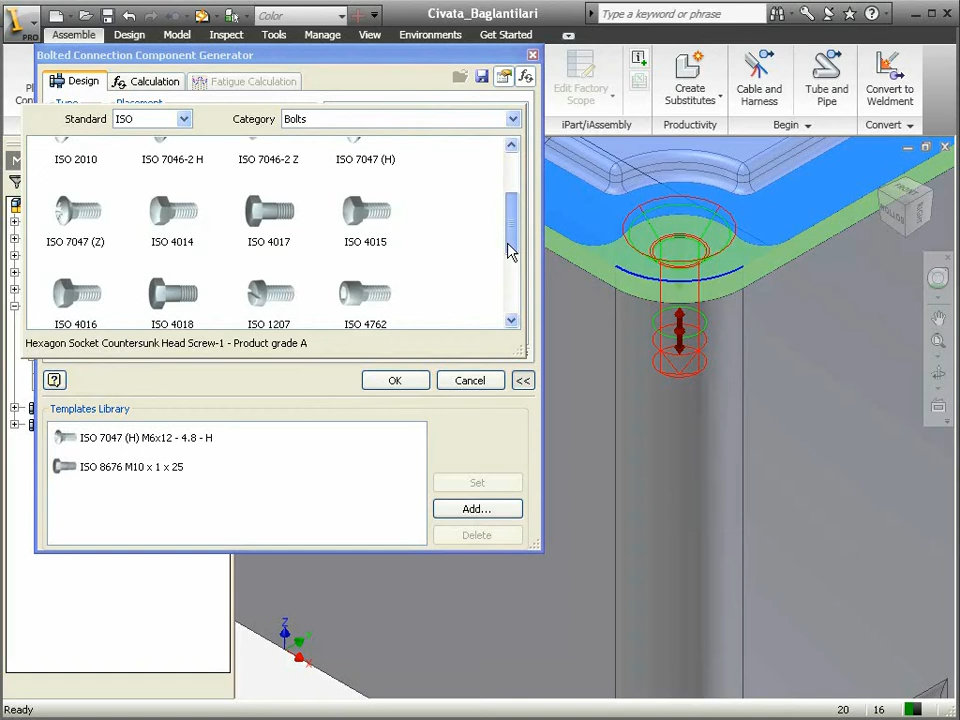 Color
Civata_Baglantilari
Type a keyword or phrase
PRO
Assemble Design Model Inspect Tools Manage View Environments Get Started
Bolted Connection Component Generator
Design Calculation Fatigue Calculation
Standard ISO Category Bolts
ISO 2010 ISO 7046-2 H ISO 7046-2 Z ISO 7047 (H)
ISO 7047 (Z) ISO 4014 ISO 4017 ISO 4015
ISO 4016 ISO 4018 ISO 1207 ISO 4762
Hexagon Socket Countersunk Head Screw-1 - Product grade A
OK Cancel <<
Templates Library
ISO 7047 (H) M6x12 - 4.8 - H
ISO 8676 M10 x 1 x 25
Set
Add...
Delete
Edit Factory
Scope
Create
Substitutes
Cable and
Harness
Tube and
Pipe
Convert to
Weldment
iPart/iAssembly Productivity Begin Convert
FRONT
RIGHT
BOTTOM
Z
X
Ready 20 16